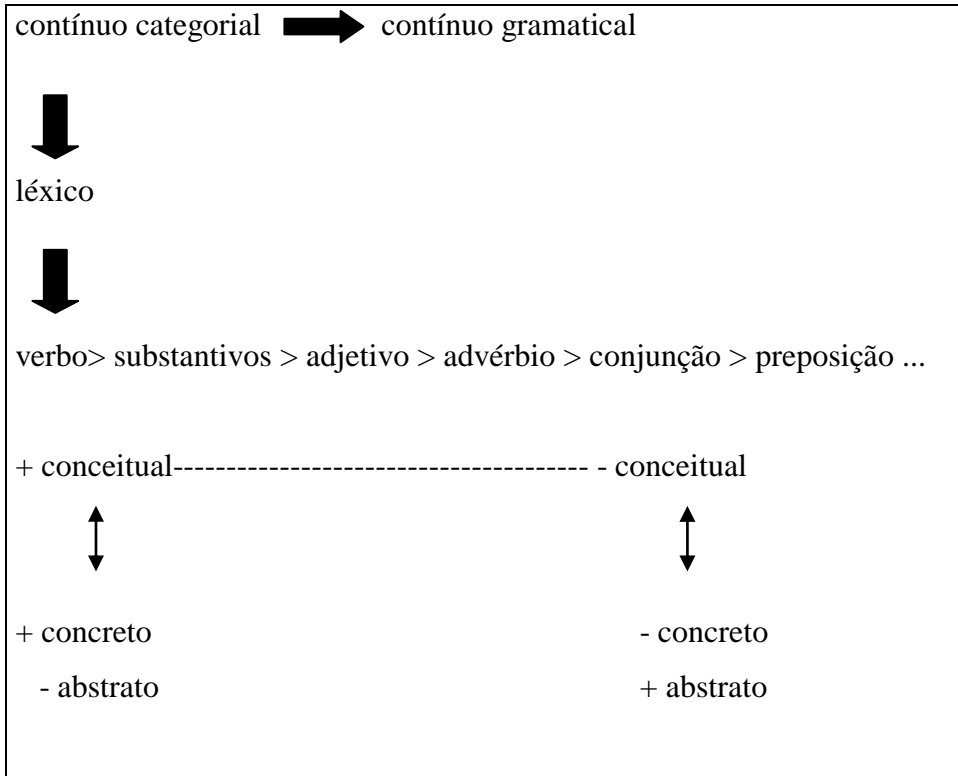 contínuo categorial contínuo gramatical
léxico
verbo> substantivos > adjetivo > advérbio > conjunção > preposição ...
+ conceitual--------------------------------------- - conceitual
+ concreto - concreto
- abstrato + abstrato